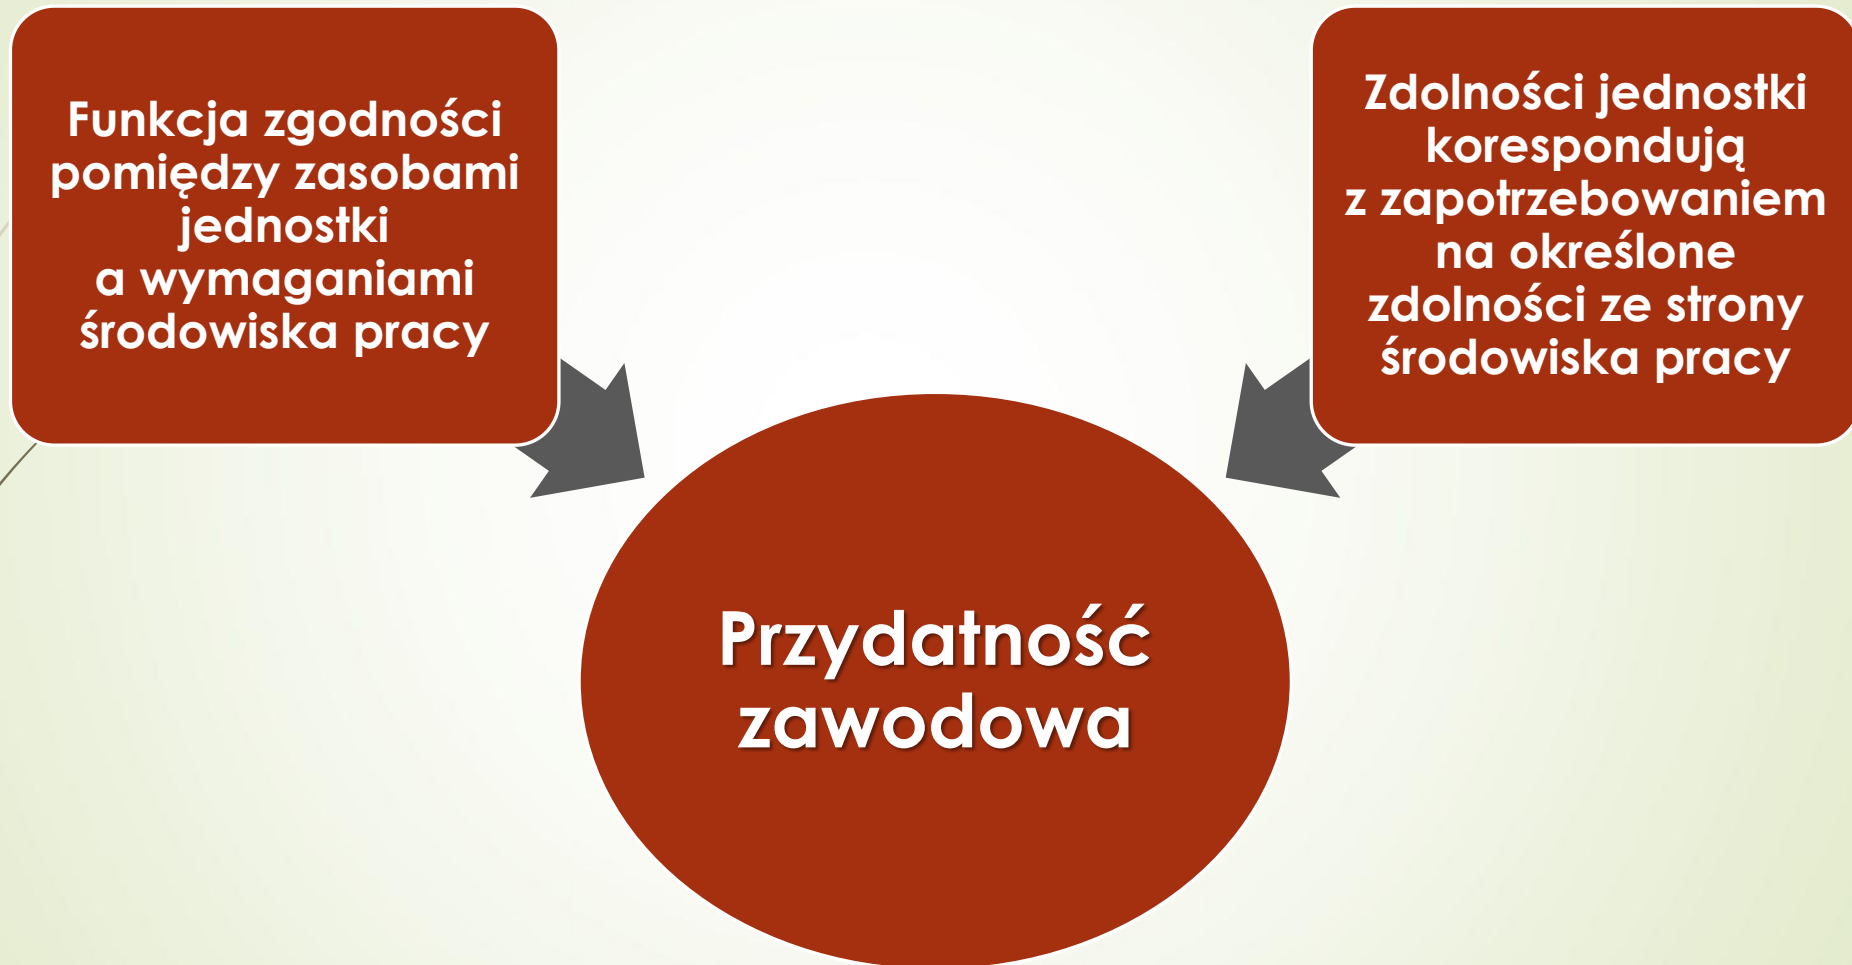 Funkcja zgodności
pomiędzy zasobami
jednostki
a wymaganiami
środowiska pracy
Zdolności jednostki
korespondują
z zapotrzebowaniem
na określone
zdolności ze strony
środowiska pracy
Przydatność
zawodowa